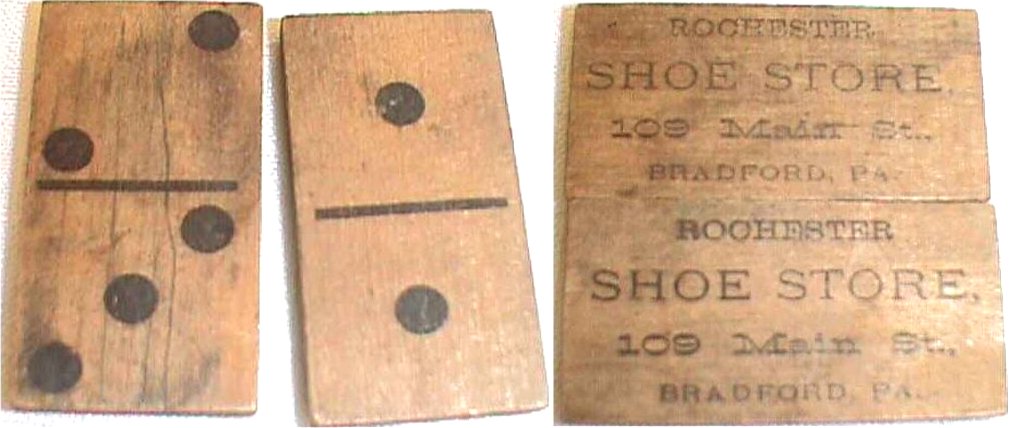 ROCHESTER
SHOE STORE,
109 Main St.,
BRADFORD, PA.
ROCHESTER
SHOE STORE,
109 Main St.,
BRADFORD, PA.